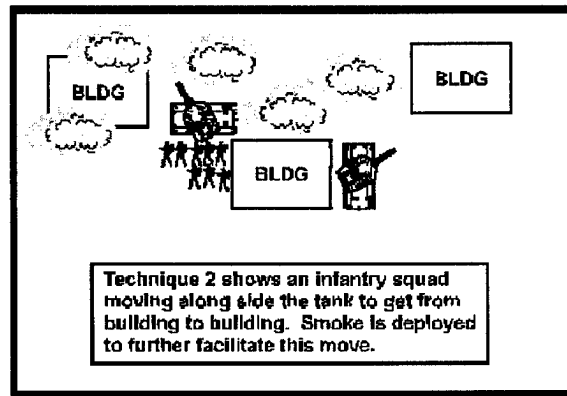 BLDG
BLDG
BLDG
Technique 2 shows an infantry squad
moving along side the tank to get from
building to building. Smoke is deployed
to further facilitate this move.